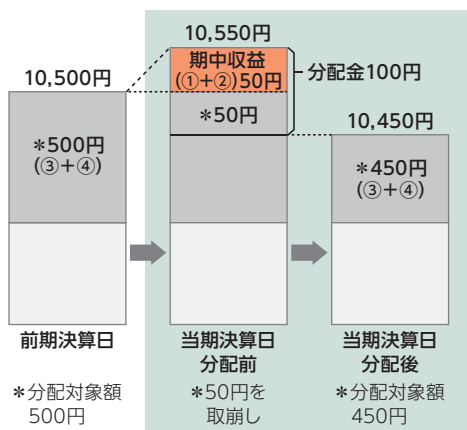 10,550円
期中収益
(①+②)50円
分配金100円
10,500円
*50円
10,450円
*500円
(③+④)
*450円
(③+④)
前期決算日
当期決算日
分配前
当期決算日
分配後
*分配対象額
500円
*50円を
取崩し
*分配対象額
450円